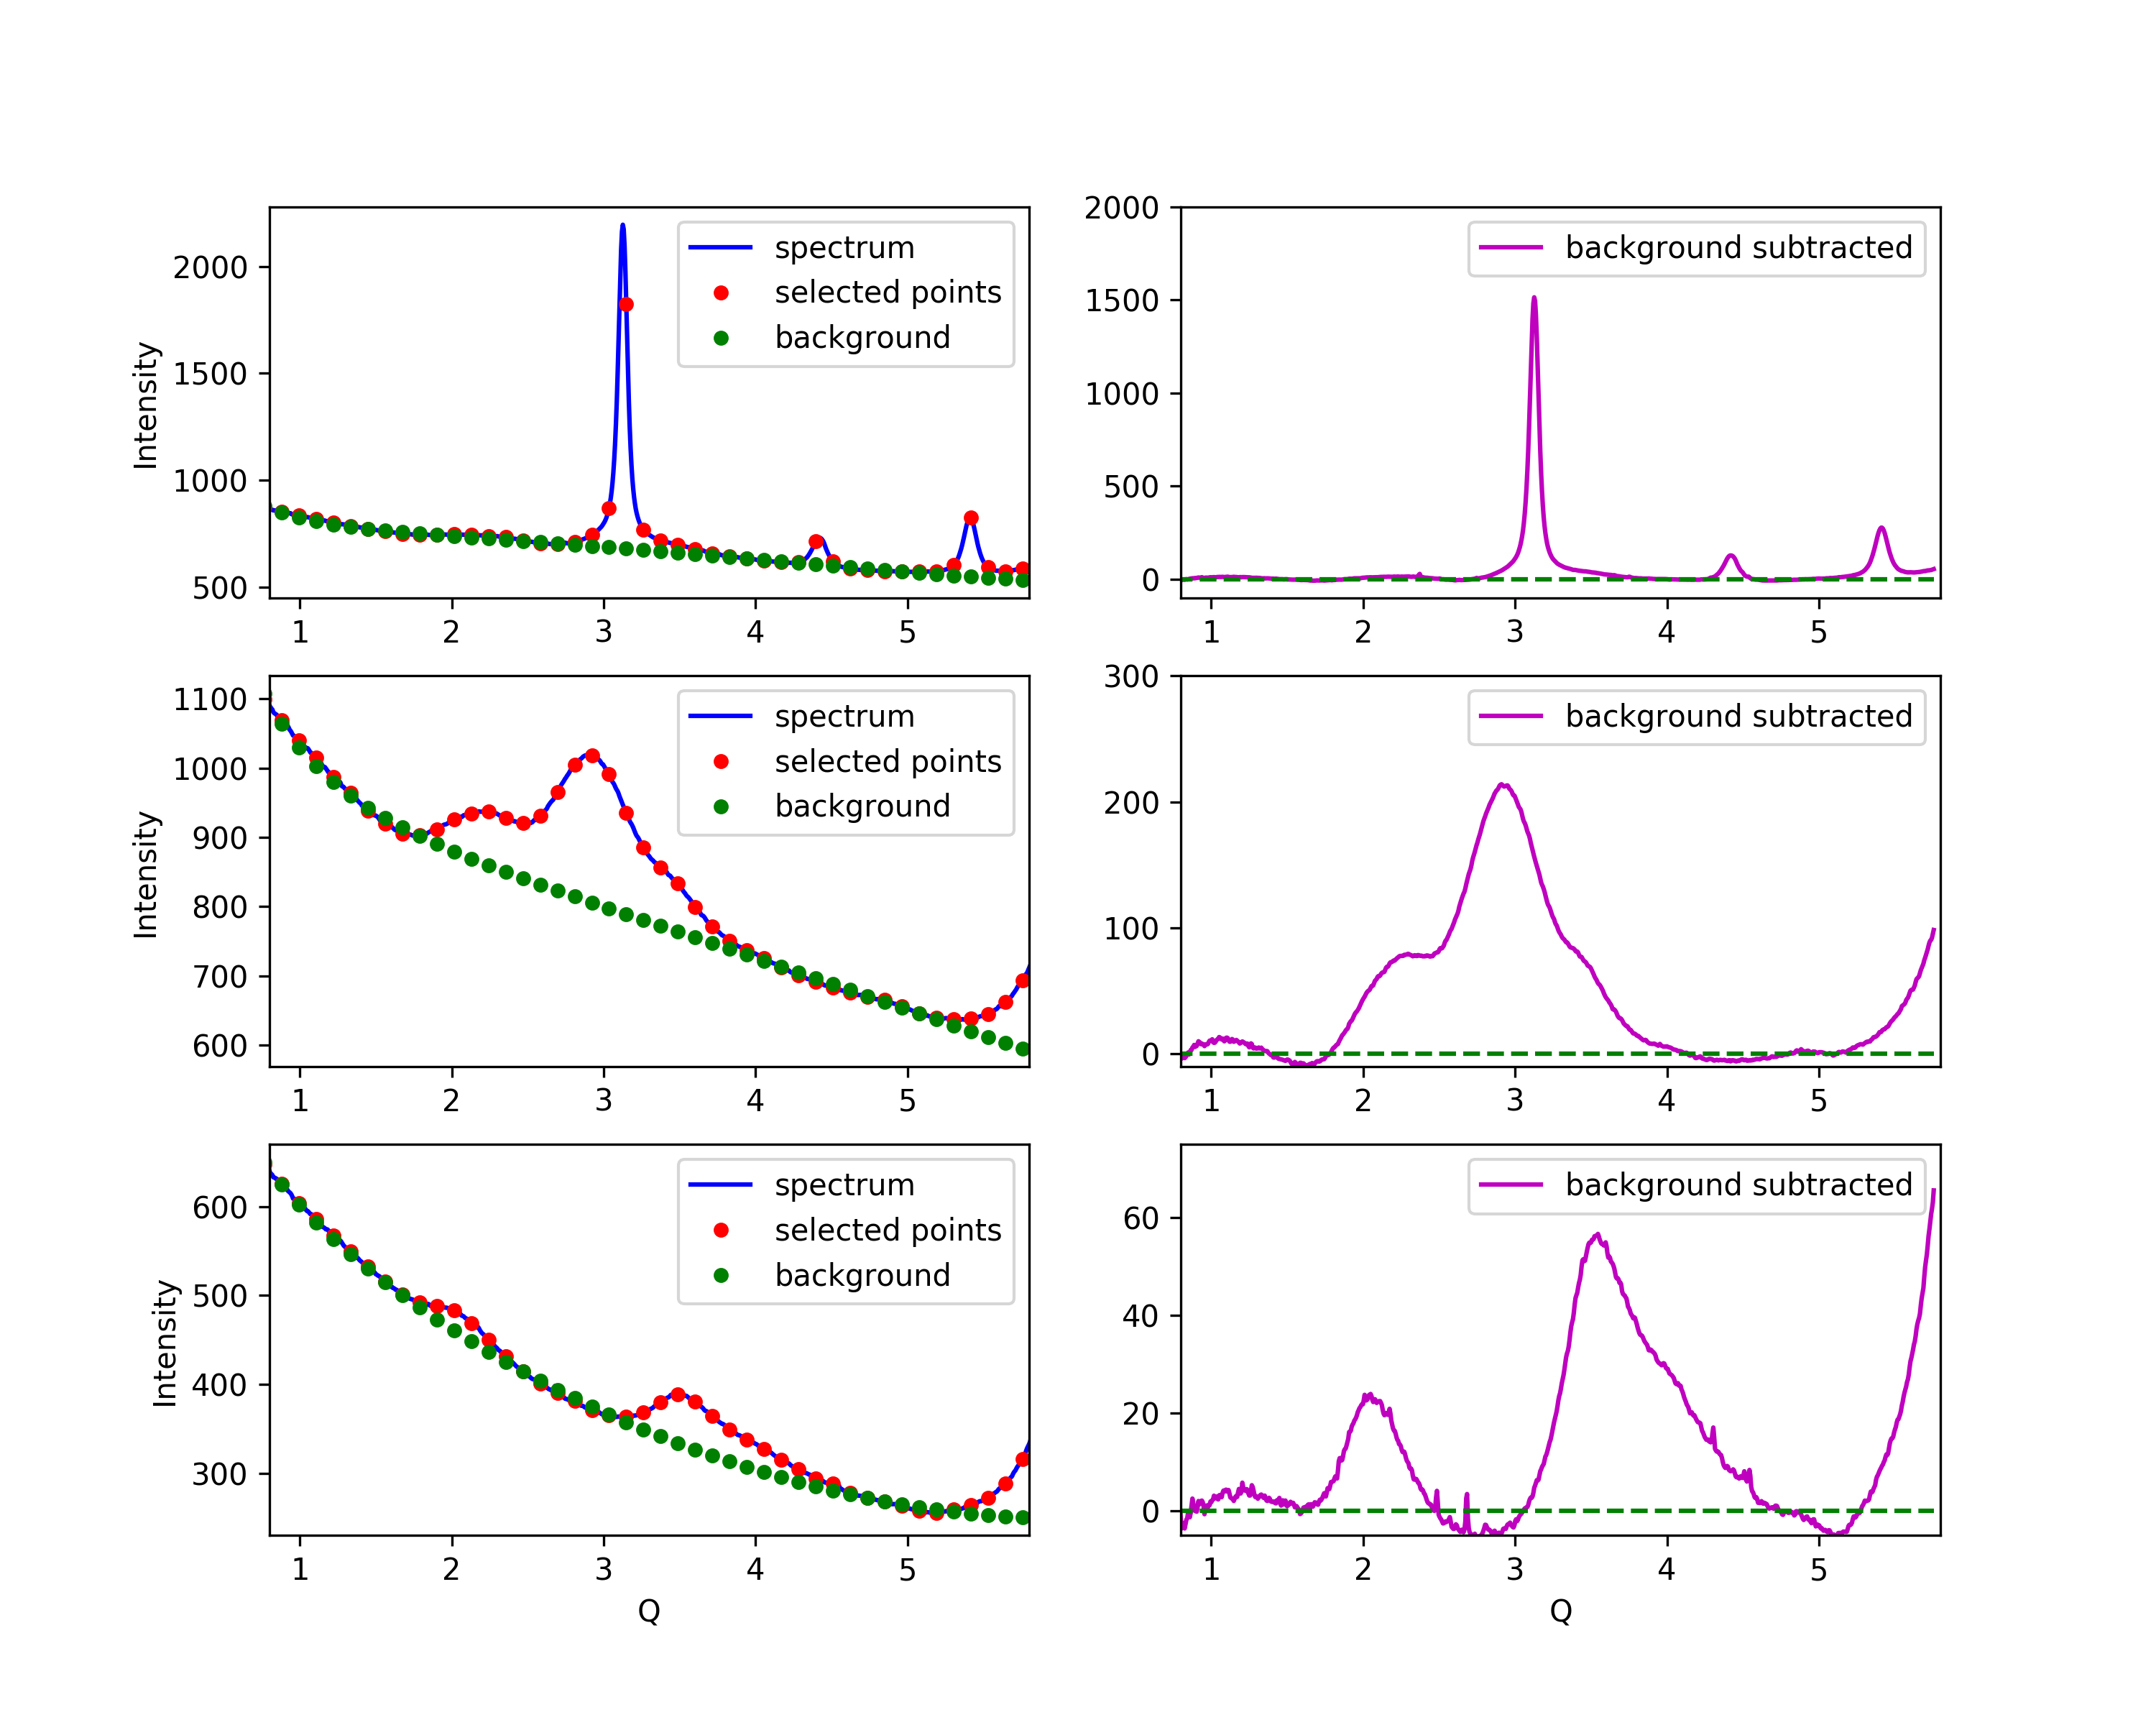 2000
1500
1000
500
Intensity
spectrum
selected points
background
1 2 3 4 5
2000
1500
1000
500
0
background subtracted
1 2 3 4 5
1100
1000
900
800
700
600
Intensity
spectrum
selected points
background
1 2 3 4 5
300
200
100
0
background subtracted
1 2 3 4 5
600
500
400
300
Intensity
spectrum
selected points
background
1 2 3 4 5
Q
60
40
20
0
background subtracted
1 2 3 4 5
Q